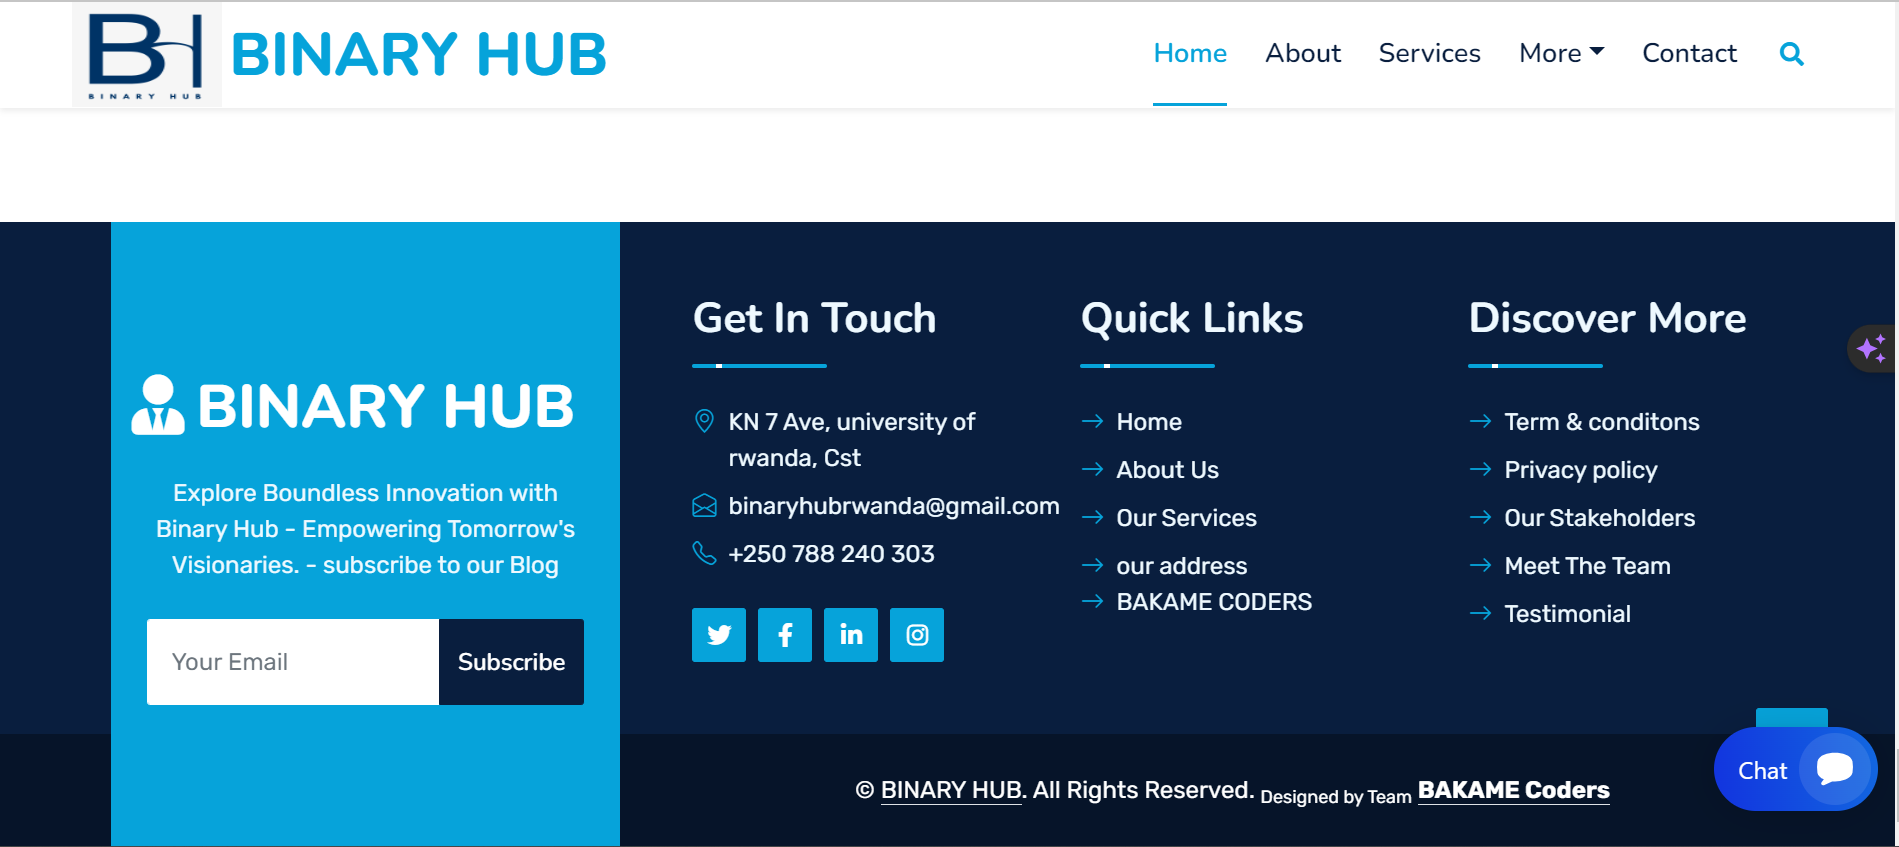 BH
BINARY HUB
BINARY HUB
Home About Services More Contact
BINARY HUB
Explore Boundless Innovation with
Binary Hub - Empowering Tomorrow's
Visionaries. - subscribe to our Blog
Your Email Subscribe
Get In Touch
KN 7 Ave, university of
rwanda, Cst
binaryhubrwanda@gmail.com
+250 788 240 303
Quick Links
Home
About Us
Our Services
our address
BAKAME CODERS
Discover More
Term & conditons
Privacy policy
Our Stakeholders
Meet The Team
Testimonial
© BINARY HUB. All Rights Reserved. Designed by Team BAKAME Coders
Chat